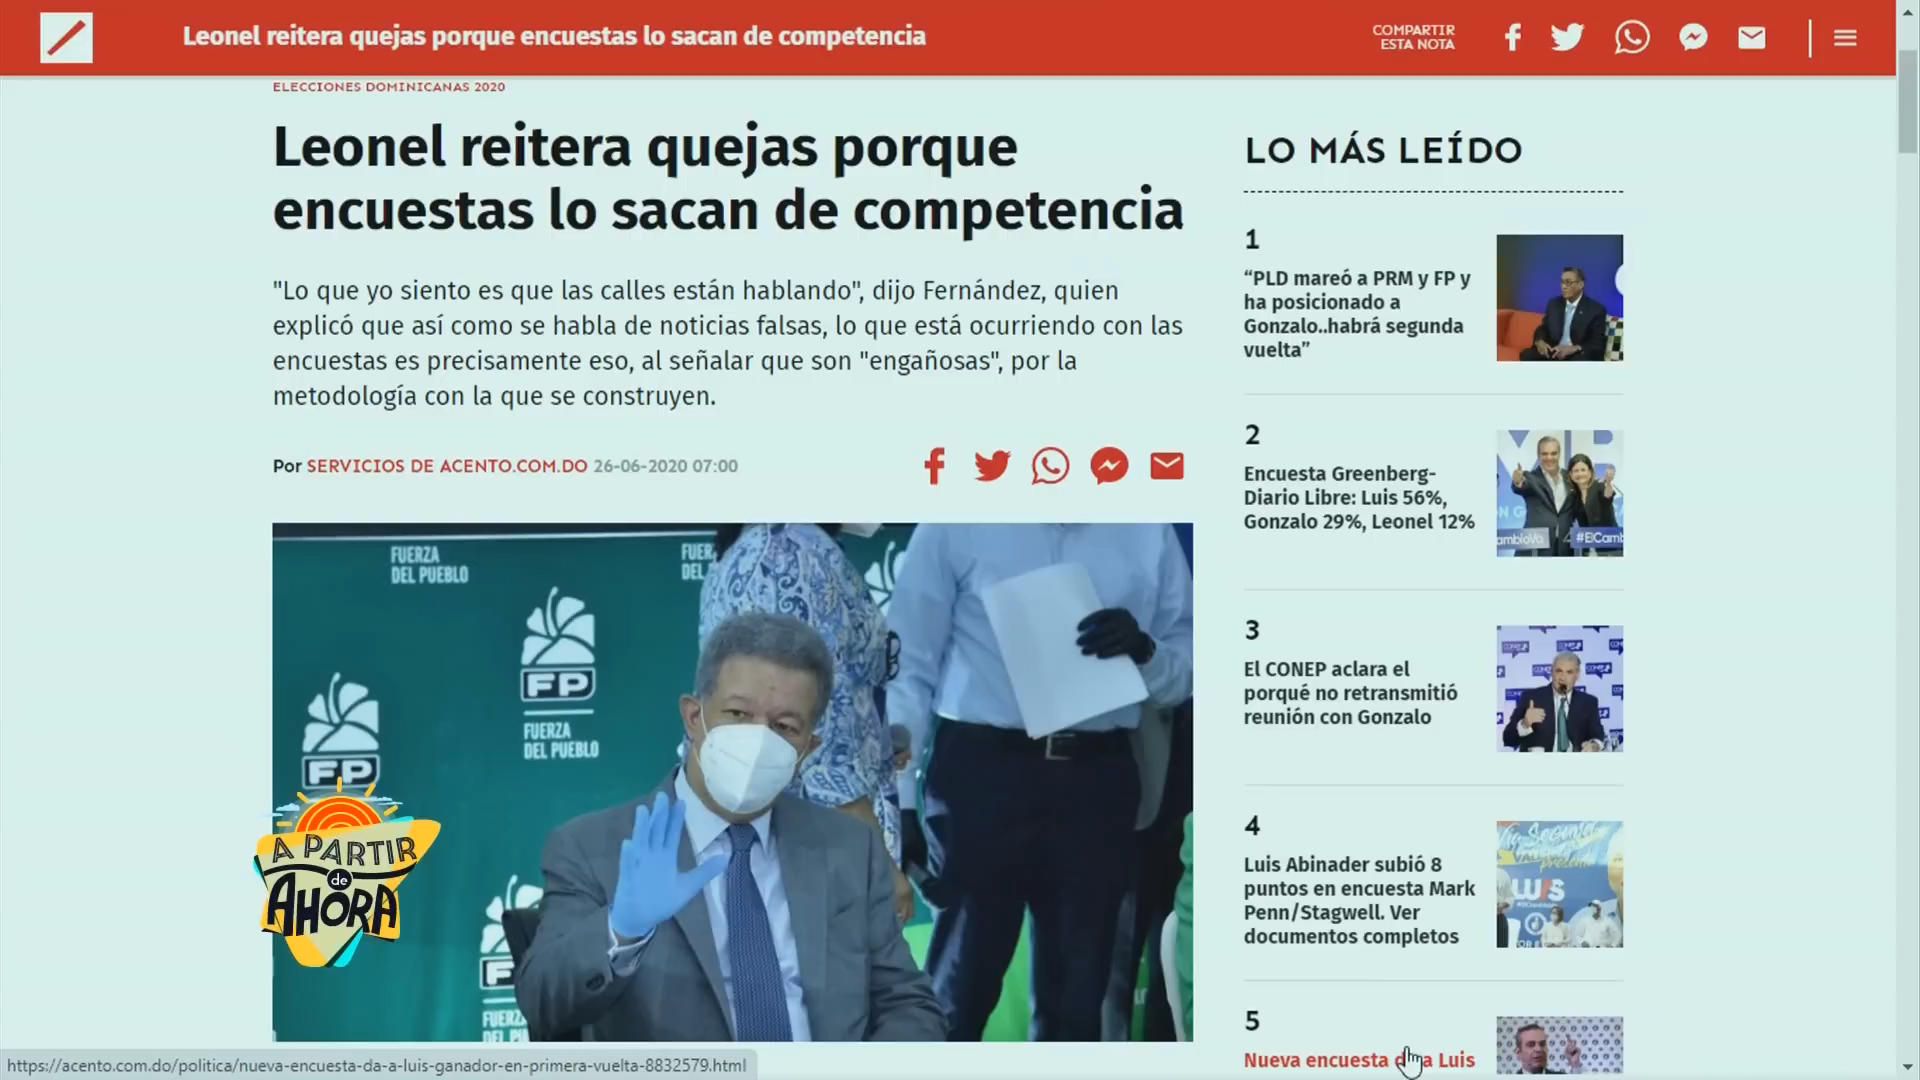 Leonel reitera quejas porque encuestas lo sacan de competencia
COMPARTIR
ESTA NOTA
ELECCIONES DOMINICANAS 2020
Leonel reitera quejas porque
encuestas lo sacan de competencia
"Lo que yo siento es que las calles están hablando", dijo Fernández, quien
explicó que así como se habla de noticias falsas, lo que está ocurriendo con las
encuestas es precisamente eso, al señalar que son "engañosas", por la
metodología con la que se construyen.
Por SERVICIOS DE ACENTO.COM.DO 26-06-2020 07:00
FUERZA
DEL PUEBLO
FUER
DEL
FP
FUERZA
DEL PUEBLO
FP
A PARTIR
de
AHORA
LO MÁS LEÍDO
1
“PLD mareó a PRM y FP y
ha posicionado a
Gonzalo..habrá segunda
vuelta”
2
Encuesta Greenberg-
Diario Libre: Luis 56%,
Gonzalo 29%, Leonel 12%
#ElCamb
3
El CONEP aclara el
porqué no retransmitió
reunión con Gonzalo
4
Luis Abinader subió 8
puntos en encuesta Mark
Penn/Stagwell. Ver
documentos completos
LUIS
5
Nueva encuesta da a Luis
https://acento.com.do/politica/nueva-encuesta-da-a-luis-ganador-en-primera-vuelta-8832579.html